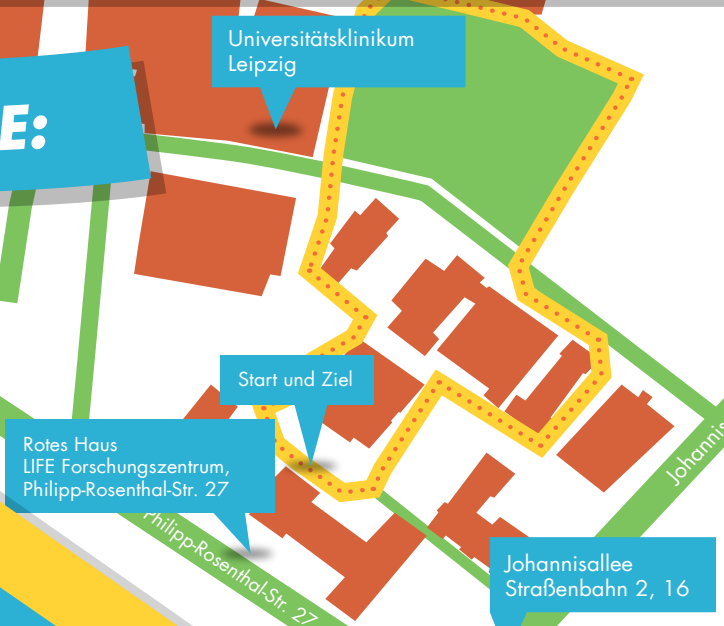 Universitätsklinikum
Leipzig
E:
Start und Ziel
Rotes Haus
LIFE Forschungszentrum,
Philipp-Rosenthal-Str. 27
Johannis
Philipp-Rosenthal-Str. 27
Johannisallee
Straßenbahn 2, 16